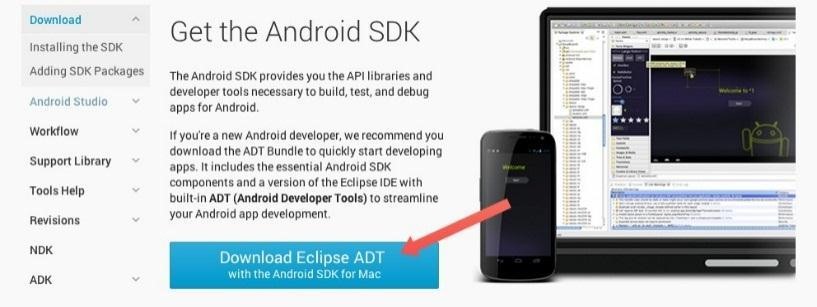 Download
Installing the SDK
Adding SDK Packages
Android Studio
Workflow
Support Library
Tools Help
Revisions
NDK
ADK
Get the Android SDK
The Android SDK provides you the API libraries and
developer tools necessary to build, test, and debug
apps for Android.
If you're a new Android developer, we recommend you
download the ADT Bundle to quickly start developing
apps. It includes the essential Android SDK
components and a version of the Eclipse IDE with
built-in ADT (Android Developer Tools) to streamline
your Android app development.
Download Eclipse ADT
with the Android SDK for Mac
Welcome
Welcome to ^1